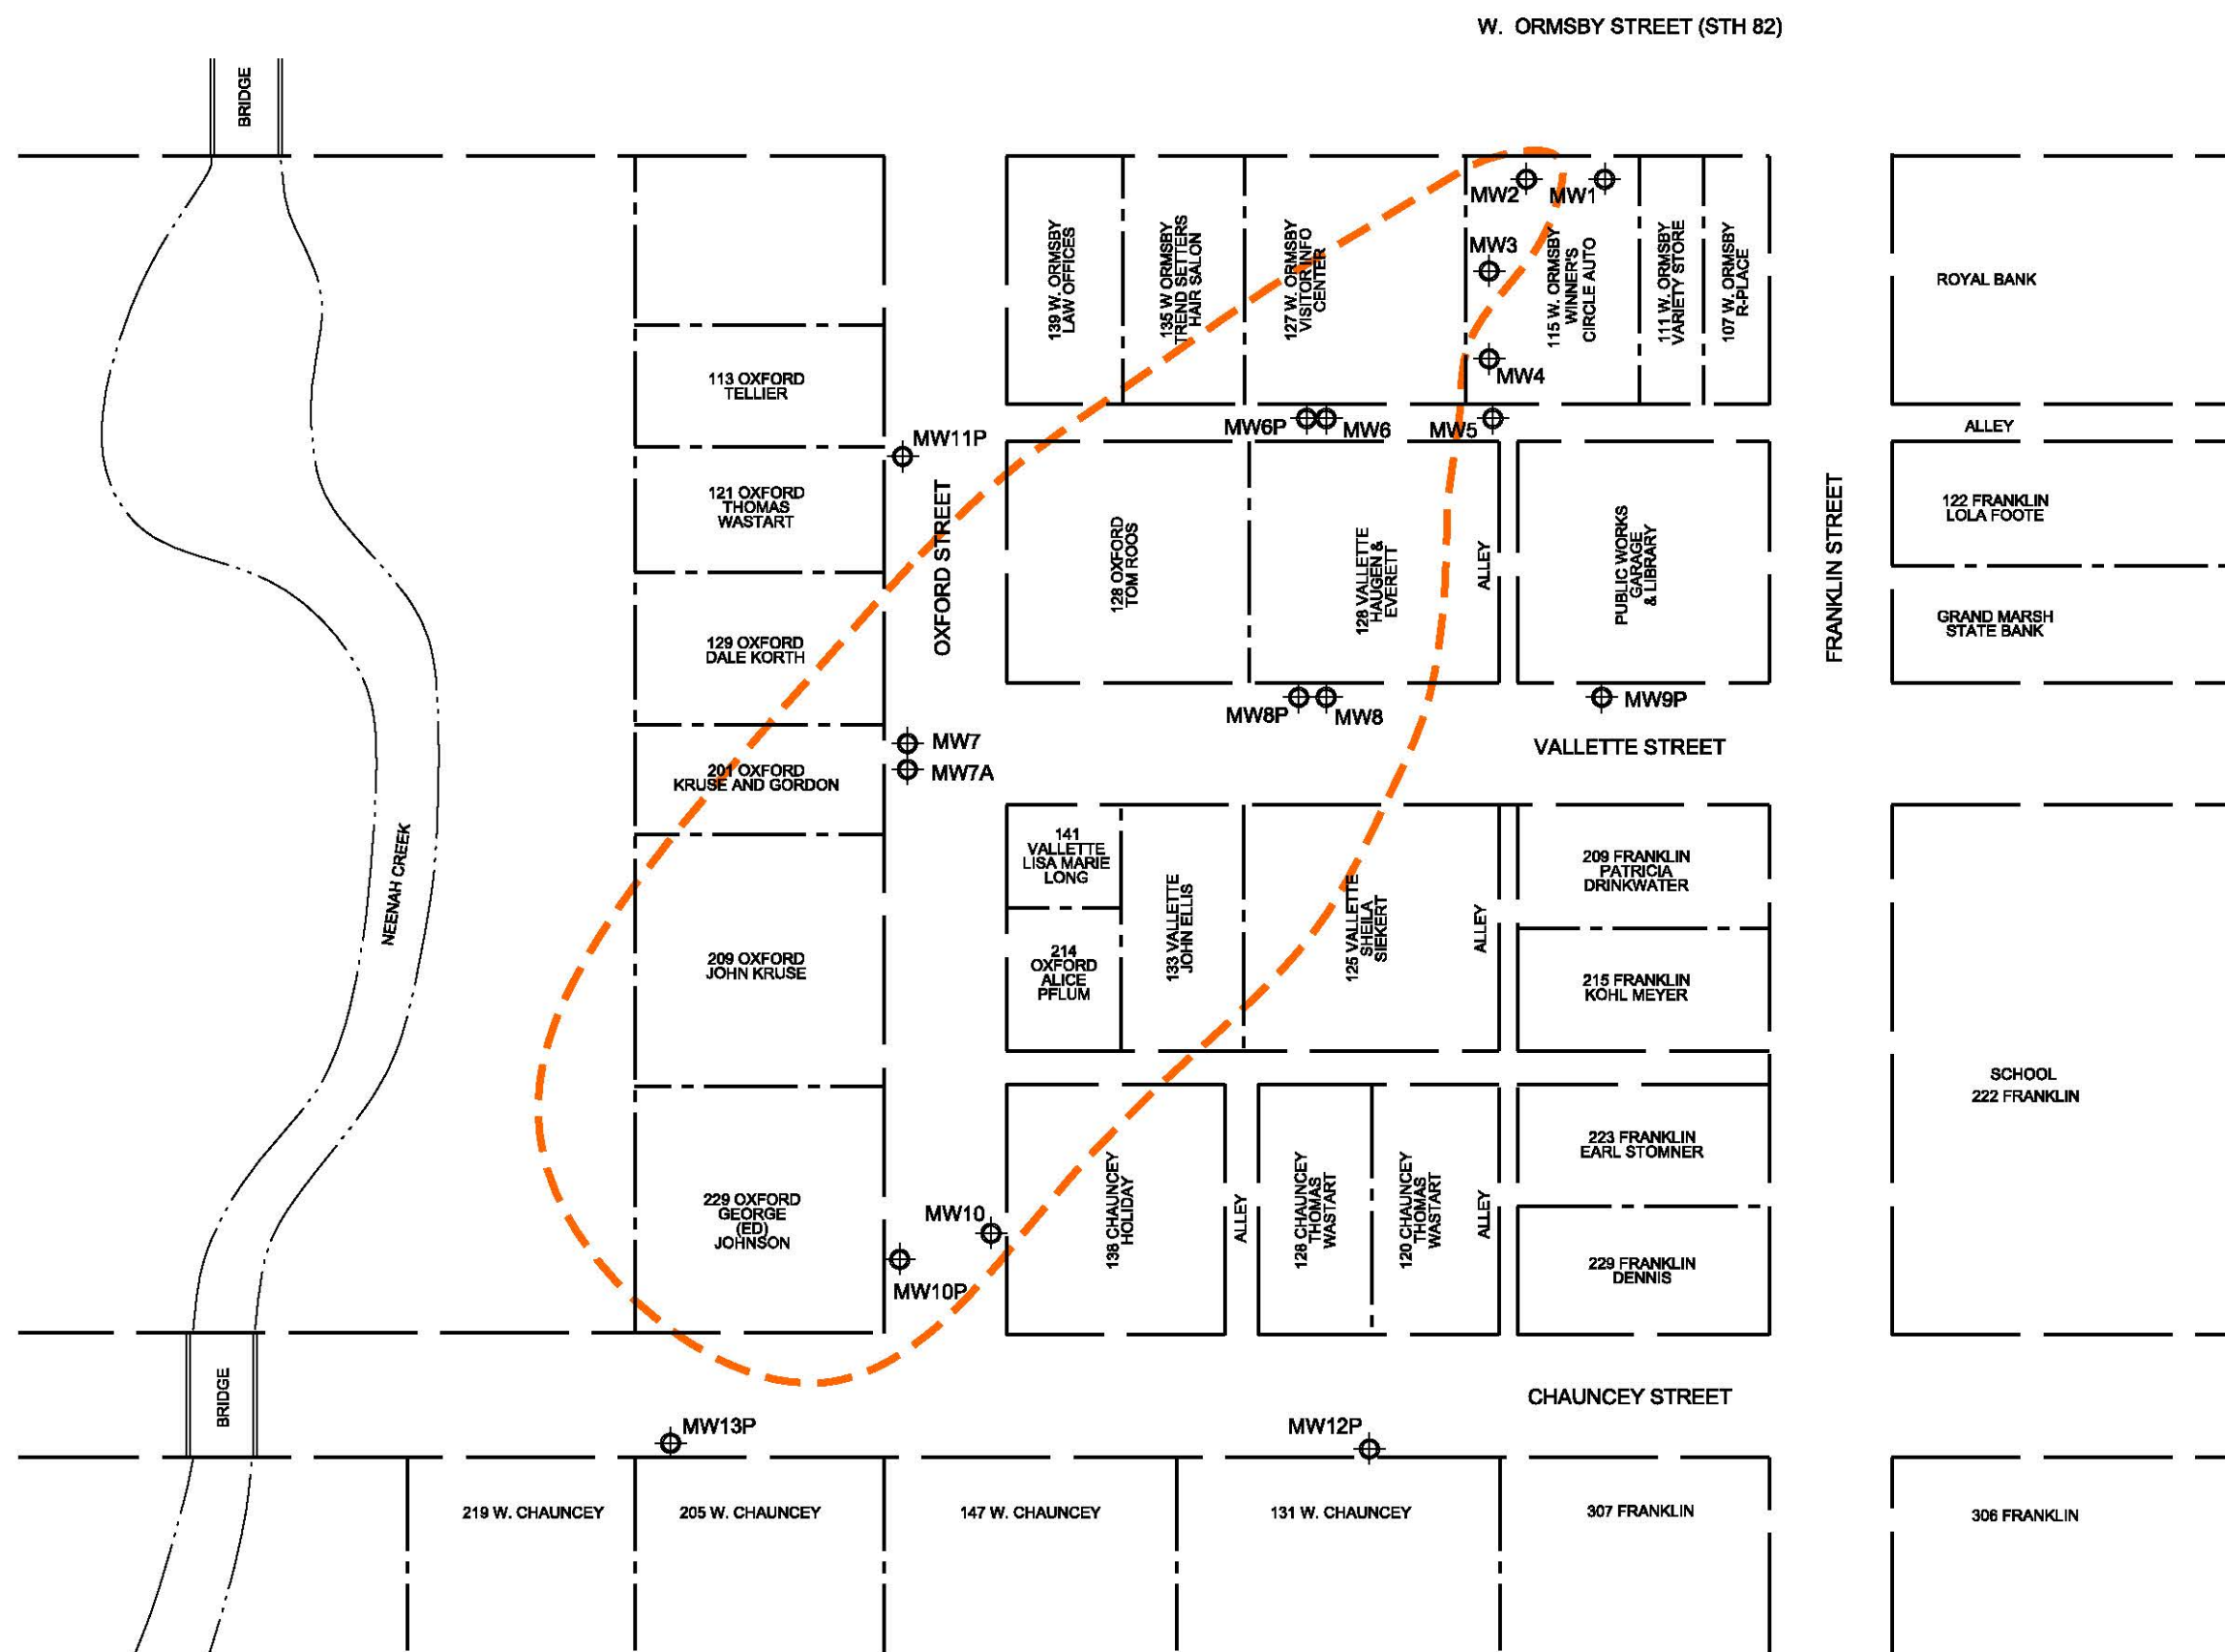 W. ORMSBY STREET (STH 82)
BRIDGE
MW2
MW1
139 W. ORMSBY
LAW OFFICES
135 W ORMSBY
TREND SETTERS
HAIR SALON
127 W. ORMSBY
VISITOR INFO
CENTER
MW3
115 W. ORMSBY
WINNER'S
CIRCLE AUTO
111 W. ORMSBY
VARIETY STORE
107 W. ORMSBY
R-PLACE
ROYAL BANK
113 OXFORD
TELLIER
MW4
MW6P
MW6
MW5
ALLEY
MW11P
121 OXFORD
THOMAS
WASTART
OXFORD STREET
128 OXFORD
TOM ROOS
128 VALLETTE
HAUGEN &
EVERETT
ALLEY
PUBLIC WORKS
GARAGE
& LIBRARY
FRANKLIN STREET
122 FRANKLIN
LOLA FOOTE
GRAND MARSH
STATE BANK
129 OXFORD
DALE KORTH
MW8P
MW8
MW9P
MW7
MW7A
VALLETTE STREET
201 OXFORD
KRUSE AND GORDON
NEENAH CREEK
141
VALLETTE
LISA MARIE
LONG
133 VALLETTE
JOHN ELLIS
125 VALLETTE
SHEILA
SIEKERT
ALLEY
209 FRANKLIN
PATRICIA
DRINKWATER
209 OXFORD
JOHN KRUSE
214
OXFORD
ALICE
PFLUM
215 FRANKLIN
KOHL MEYER
SCHOOL
222 FRANKLIN
223 FRANKLIN
EARL STOMNER
229 OXFORD
GEORGE
(ED)
JOHNSON
MW10
MW10P
138 CHAUNCEY
HOLIDAY
ALLEY
128 CHAUNCEY
THOMAS
WASTART
120 CHAUNCEY
THOMAS
WASTART
ALLEY
229 FRANKLIN
DENNIS
BRIDGE
CHAUNCEY STREET
MW13P
MW12P
219 W. CHAUNCEY
205 W. CHAUNCEY
147 W. CHAUNCEY
131 W. CHAUNCEY
307 FRANKLIN
306 FRANKLIN